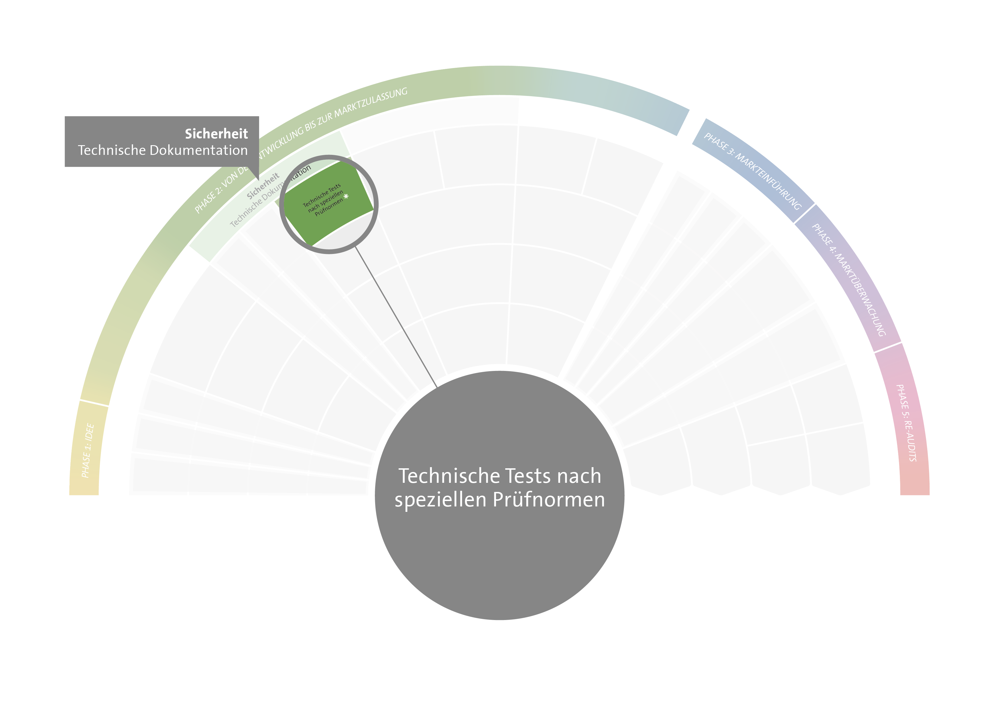 PHASE 1: IDEE
PHASE 2: VON DE NTWICKLUNG BIS ZUR MARKTZULASSUNG
PHASE 3: MARKTEINFÜHRUNG
PHASE 4: MARKTÜBERWACHUNG
PHASE 5: RE-AUDITS
Sicherheit
Technische Dokumentation
Sicherheit
Technische Dokum
tation
Technische Tests
nach speziellen
Prüfnormen *
Technische Tests nach
speziellen Prüfnormen